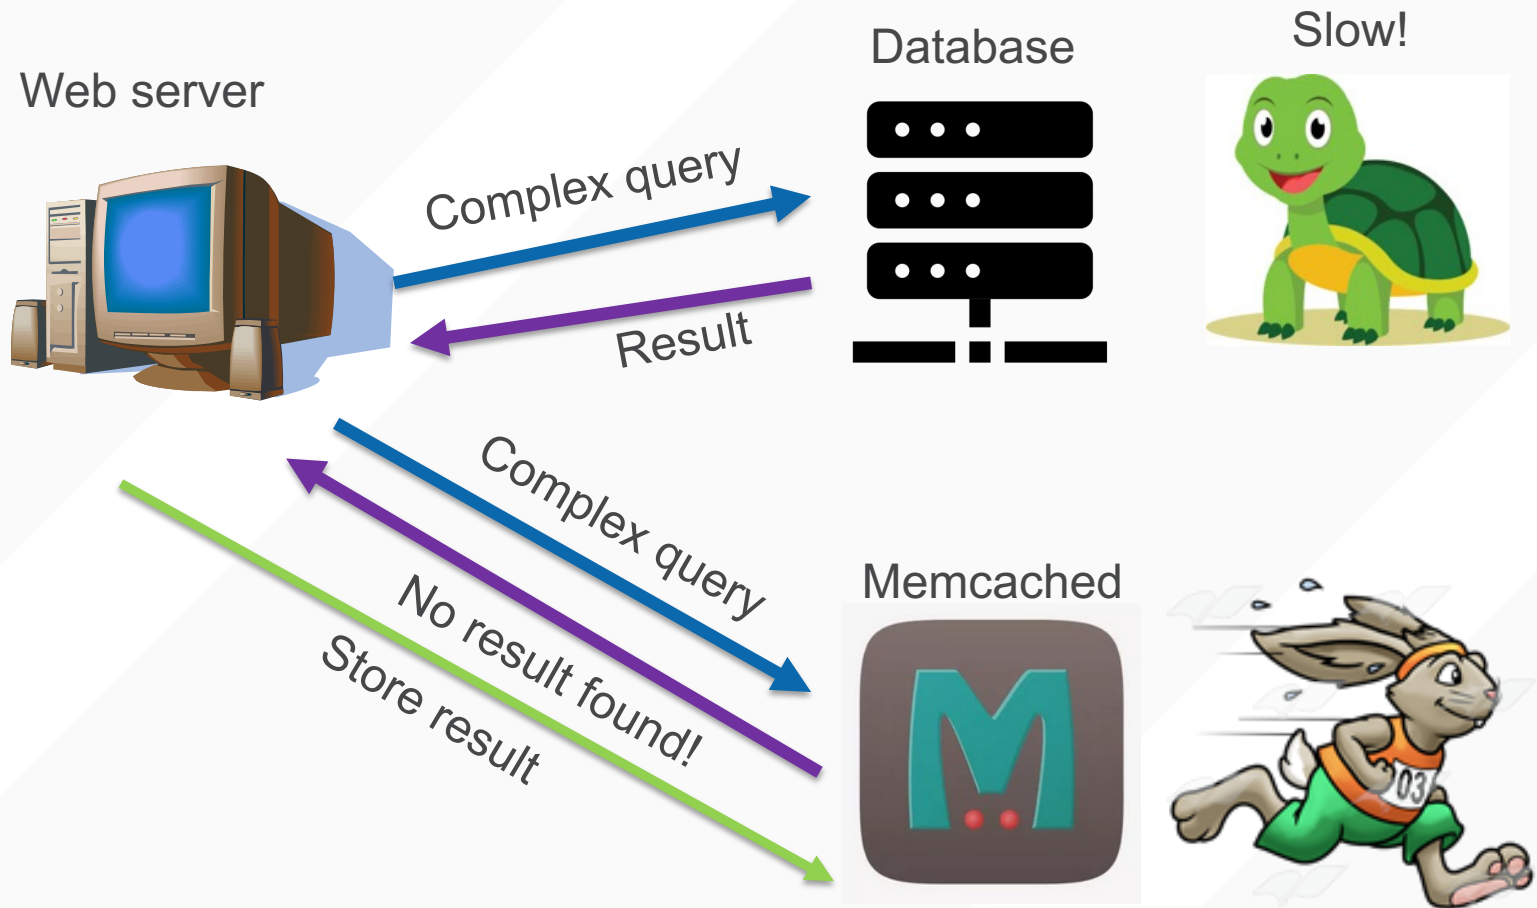 Web server
Database
Slow!
Complex query
Result
Complex query
No result found!
Store result
Memcached
M
03